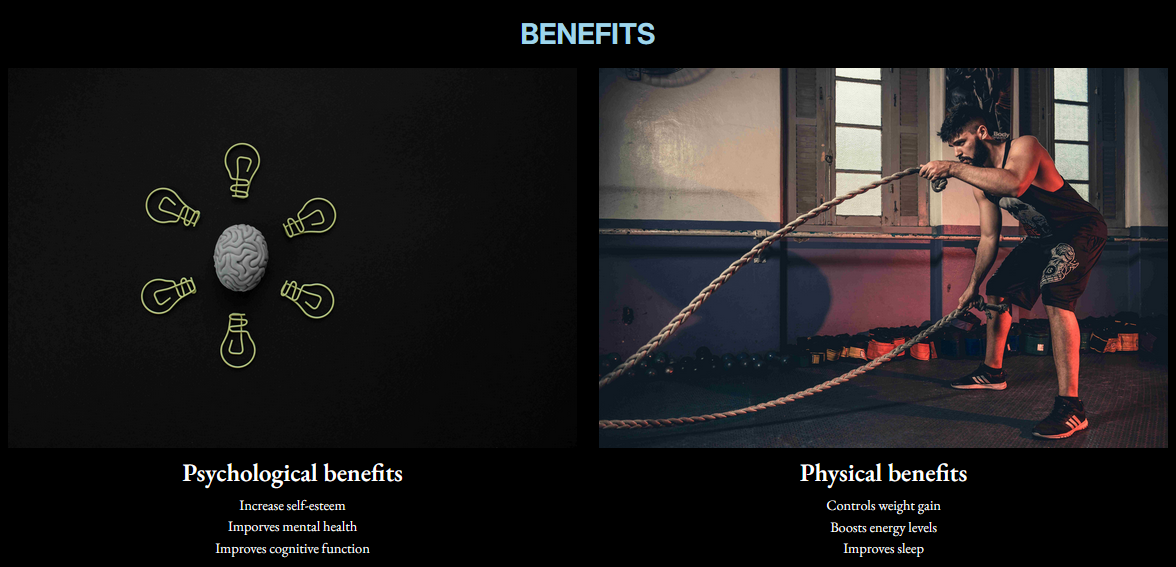 BENEFITS
Body
Psychological benefits
Increase self-esteem
Imporves mental health
Improves cognitive function
Physical benefits
Controls weight gain
Boosts energy levels
Improves sleep